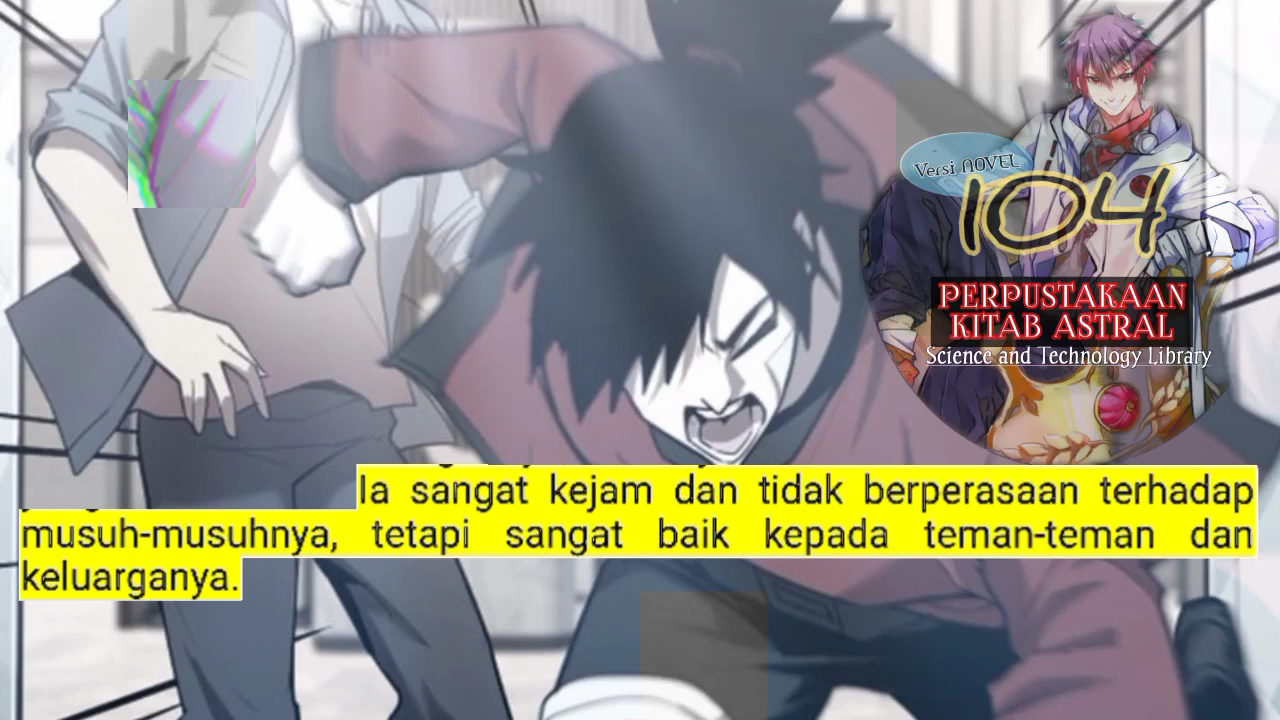 Versi NOVEL
104
PERPUSTAKAAN
KITAB ASTRAL
Science and Technology Library
Ia sangat kejam dan tidak berperasaan terhadap
musuh-musuhnya, tetapi sangat baik kepada teman-teman dan
keluarganya.